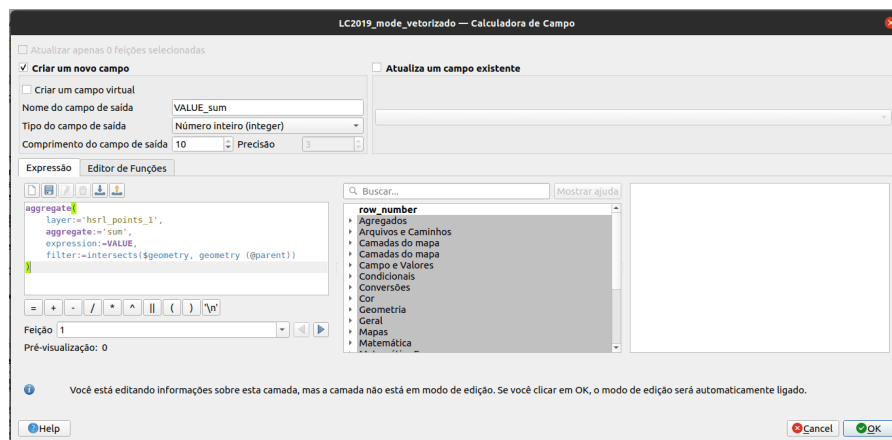 LC2019_mode_vetorizado — Calculadora de Campo
Atualizar apenas 0 feições selecionadas
Criar um novo campo
Atualiza um campo existente
Criar um campo virtual
Nome do campo de saída VALUE_sum
Tipo do campo de saída Número inteiro (integer)
Comprimento do campo de saída 10 Precisão 3
Expressão Editor de Funções
Buscar... Mostrar ajuda
aggregate(
layer:='hsrl_points_1',
aggregate:='sum',
expression:=VALUE,
filter:=intersects($geometry, geometry (@parent))
)
= + - / * ^ || ( ) '\n'
Feição 1
Pré-visualização: 0
row_number
Agregados
Arquivos e Caminhos
Camadas do mapa
Camadas do mapa
Campo e Valores
Condicionais
Conversões
Cor
Geometria
Geral
Mapas
Matemática
Você está editando informações sobre esta camada, mas a camada não está em modo de edição. Se você clicar em OK, o modo de edição será automaticamente ligado.
Help
Cancel OK